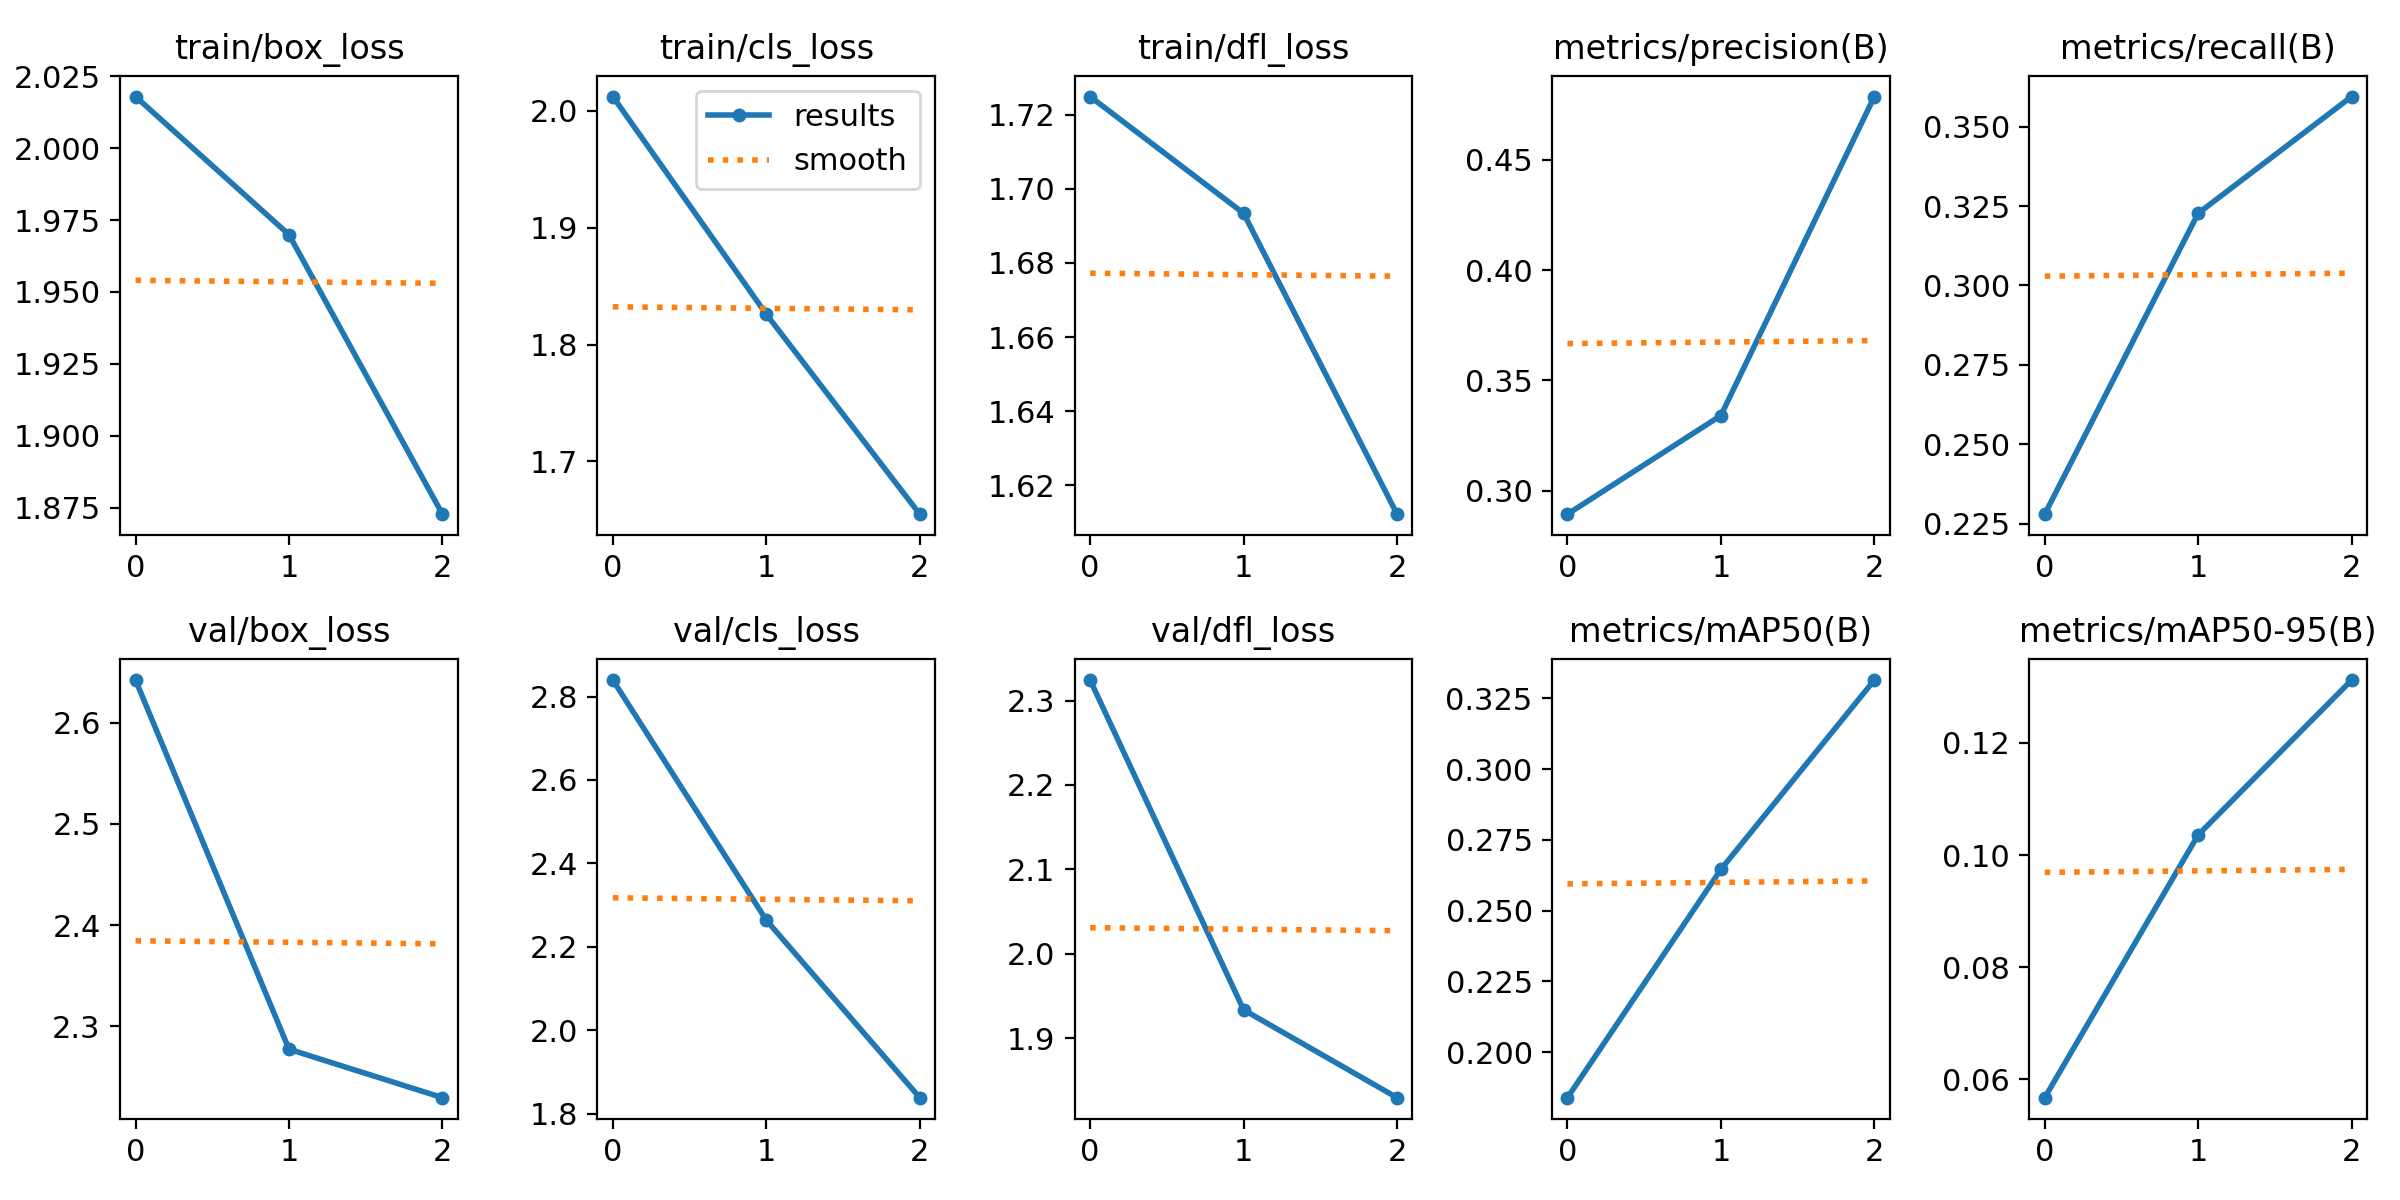 train/box_loss
2.025
2.000
1.975
1.950
1.925
1.900
1.875
0 1 2
train/cls_loss
results
smooth
2.0
1.9
1.8
1.7
0 1 2
train/dfl_loss
1.72
1.70
1.68
1.66
1.64
1.62
0 1 2
metrics/precision(B)
0.45
0.40
0.35
0.30
0 1 2
metrics/recall(B)
0.350
0.325
0.300
0.275
0.250
0.225
0 1 2
val/box_loss
2.6
2.5
2.4
2.3
0 1 2
val/cls_loss
2.8
2.6
2.4
2.2
2.0
1.8
0 1 2
val/dfl_loss
2.3
2.2
2.1
2.0
1.9
0 1 2
metrics/mAP50(B)
0.325
0.300
0.275
0.250
0.225
0.200
0 1 2
metrics/mAP50-95(B)
0.12
0.10
0.08
0.06
0 1 2